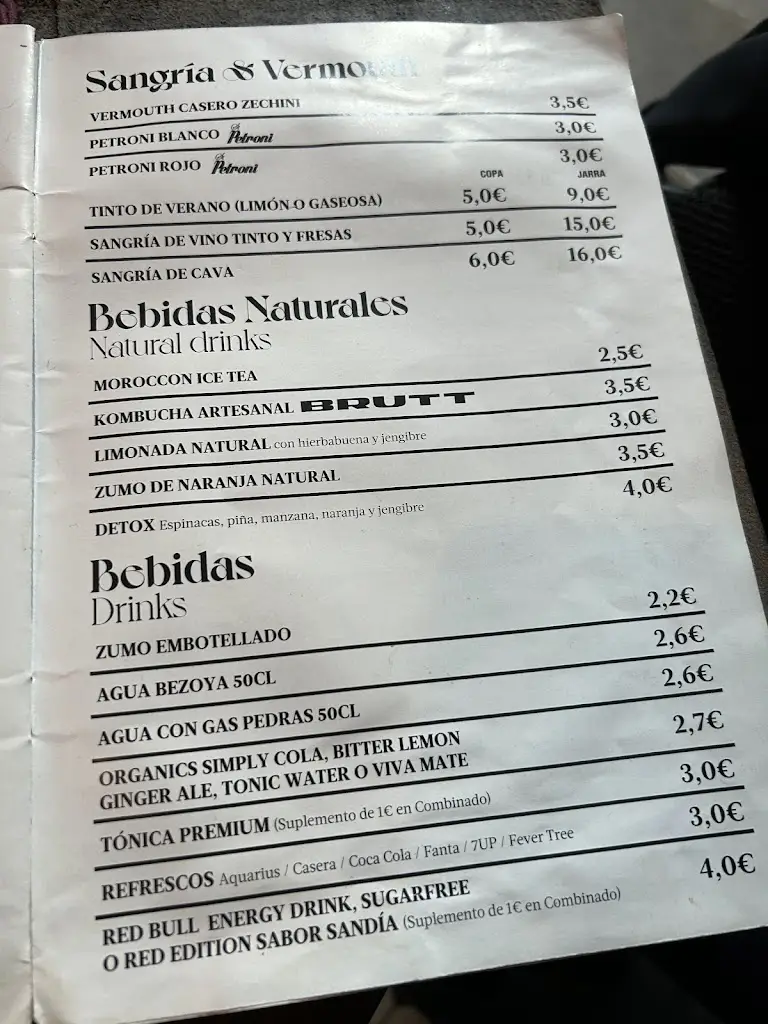 Sangría & Vermouth
VERMOUTH CASERO ZECHINI 3,5€
PETRONI BLANCO Petroni 3,0€
PETRONI ROJO Petroni 3,0€
COPA JARRA
TINTO DE VERANO (LIMÓN O GASEOSA) 5,0€ 9,0€
SANGRÍA DE VINO TINTO Y FRESAS 5,0€ 15,0€
SANGRÍA DE CAVA 6,0€ 16,0€
Bebidas Naturales
Natural drinks
MOROCCON ICE TEA 2,5€
KOMBUCHA ARTESANAL BRUTT 3,5€
LIMONADA NATURAL con hierbabuena y jengibre 3,0€
ZUMO DE NARANJA NATURAL 3,5€
DETOX Espinacas, piña, manzana, naranja y jengibre 4,0€
Bebidas
Drinks
ZUMO EMBOTELLADO 2,2€
AGUA BEZOYA 50CL 2,6€
AGUA CON GAS PEDRAS 50CL 2,6€
ORGANICS SIMPLY COLA, BITTER LEMON
GINGER ALE, TONIC WATER O VIVA MATE 2,7€
TÓNICA PREMIUM (Suplemento de 1€ en Combinado) 3,0€
REFRESCOS Aquarius / Casera / Coca Cola / Fanta / 7UP / Fever Tree 3,0€
RED BULL ENERGY DRINK, SUGARFREE
O RED EDITION SABOR SANDÍA (Suplemento de 1€ en Combinado) 4,0€